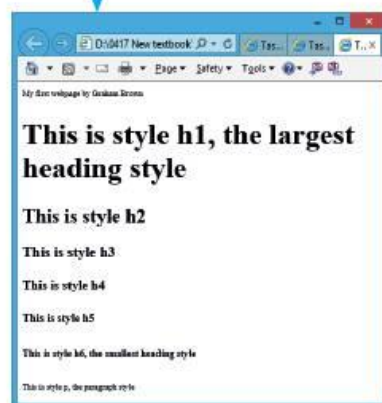 D:\0417 New textbook
Tas...
Tas...
T...
Page Safety Tools
My first webpage by Graham Brown
This is style h1, the largest
heading style
This is style h2
This is style h3
This is style h4
This is style h5
This is style h6, the smallest heading style
This is style p, the paragraph style